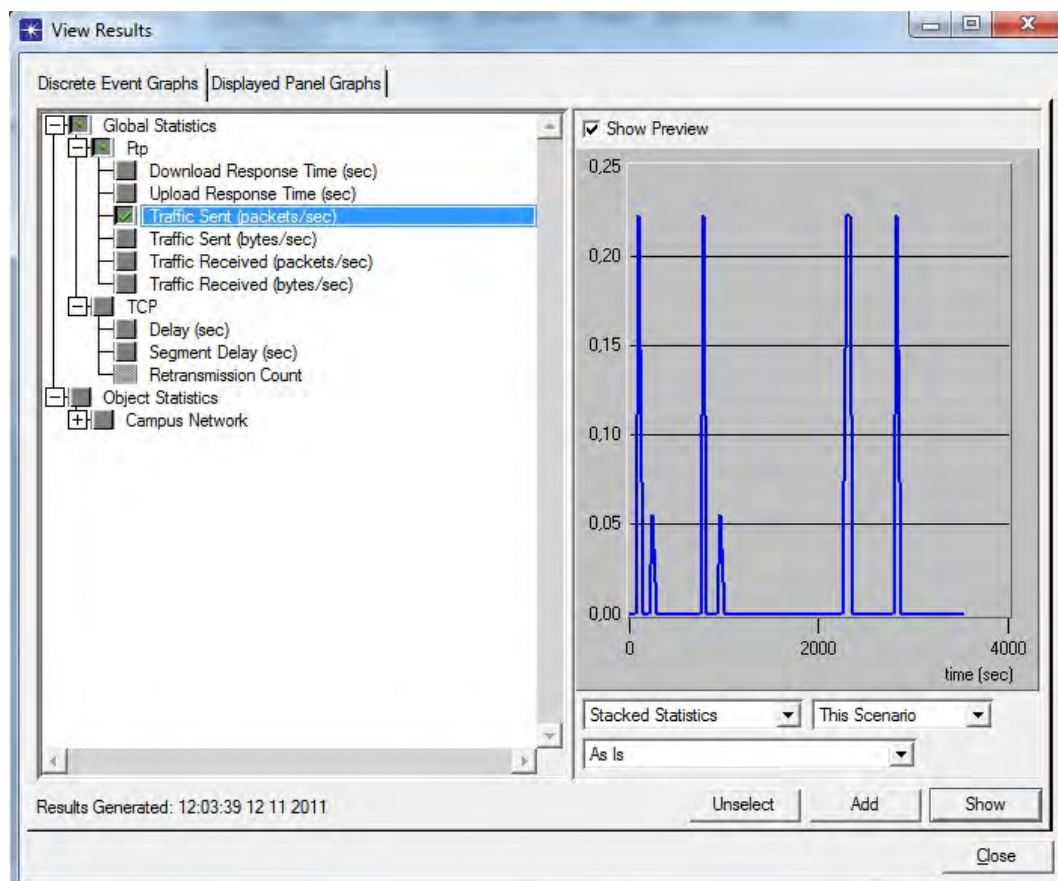 View Results
Discrete Event Graphs
Displayed Panel Graphs
Global Statistics
Ftp
Download Response Time (sec)
Upload Response Time (sec)
Traffic Sent (packets/sec)
Traffic Sent (bytes/sec)
Traffic Received (packets/sec)
Traffic Received (bytes/sec)
TCP
Delay (sec)
Segment Delay (sec)
Retransmission Count
Object Statistics
Campus Network
Show Preview
0,25
0,20
0,15
0,10
0,05
0,00
0 2000 4000
time (sec)
Stacked Statistics
This Scenario
As Is
Results Generated: 12:03:39 12 11 2011
Unselect
Add
Show
Close